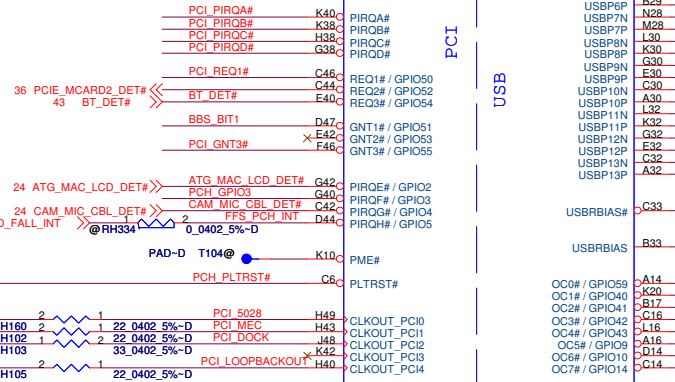 PCI_PIRQA# K40 PIRQA# USBP6P B29
PCI_PIRQB# K38 PIRQB# USBP7N N28
PCI_PIRQC# H38 PIRQC# USBP7P M28
PCI_PIRQD# G38 PIRQD# USBP8N L30
USBP8P K30
USBP9N G30
PCI USB
PCI_REQ1# C46 REQ1# / GPIO50 USBP9P E30
36 PCIE_MCARD2_DET# C44 REQ2# / GPIO52 USBP10N C30
43 BT_DET# BT_DET# E40 REQ3# / GPIO54 USBP10P A30
USBP11N L32
BBS_BIT1 D47 GNT1# / GPIO51 USBP11P K32
E42 GNT2# / GPIO53 USBP12N G32
PCI_GNT3# F46 GNT3# / GPIO55 USBP12P E32
USBP13N C32
USBP13P A32
24 ATG_MAC_LCD_DET# ATG_MAC_LCD_DET# G42 PIRQE# / GPIO2
PCH_GPIO3 G40 PIRQF# / GPIO3
24 CAM_MIC_CBL_DET# CAM_MIC_CBL_DET# C42 PIRQG# / GPIO4 USBRBIAS# C33
D_FALL_INT 1 2 FFS_PCH_INT D44 PIRQH# / GPIO5
@RH334 0_0402_5%~D
PAD~D T104@ K10 PME# USBRBIAS B33
PCH_PLTRST# C6 PLTRST# OC0# / GPIO59 A14
OC1# / GPIO40 K20
OC2# / GPIO41 B17
2 1 PCI_5028 H49 CLKOUT_PCI0 OC3# / GPIO42 C16
H160 2 1 22_0402_5%~D PCI_MEC H43 CLKOUT_PCI1 OC4# / GPIO43 L16
H102 1 2 22_0402_5%~D PCI_DOCK J48 CLKOUT_PCI2 OC5# / GPIO9 A16
H103 33_0402_5%~D K42 CLKOUT_PCI3 OC6# / GPIO10 D14
2 1 PCI_LOOPBACKOUT H40 CLKOUT_PCI4 OC7# / GPIO14 C14
H105 22_0402_5%~D